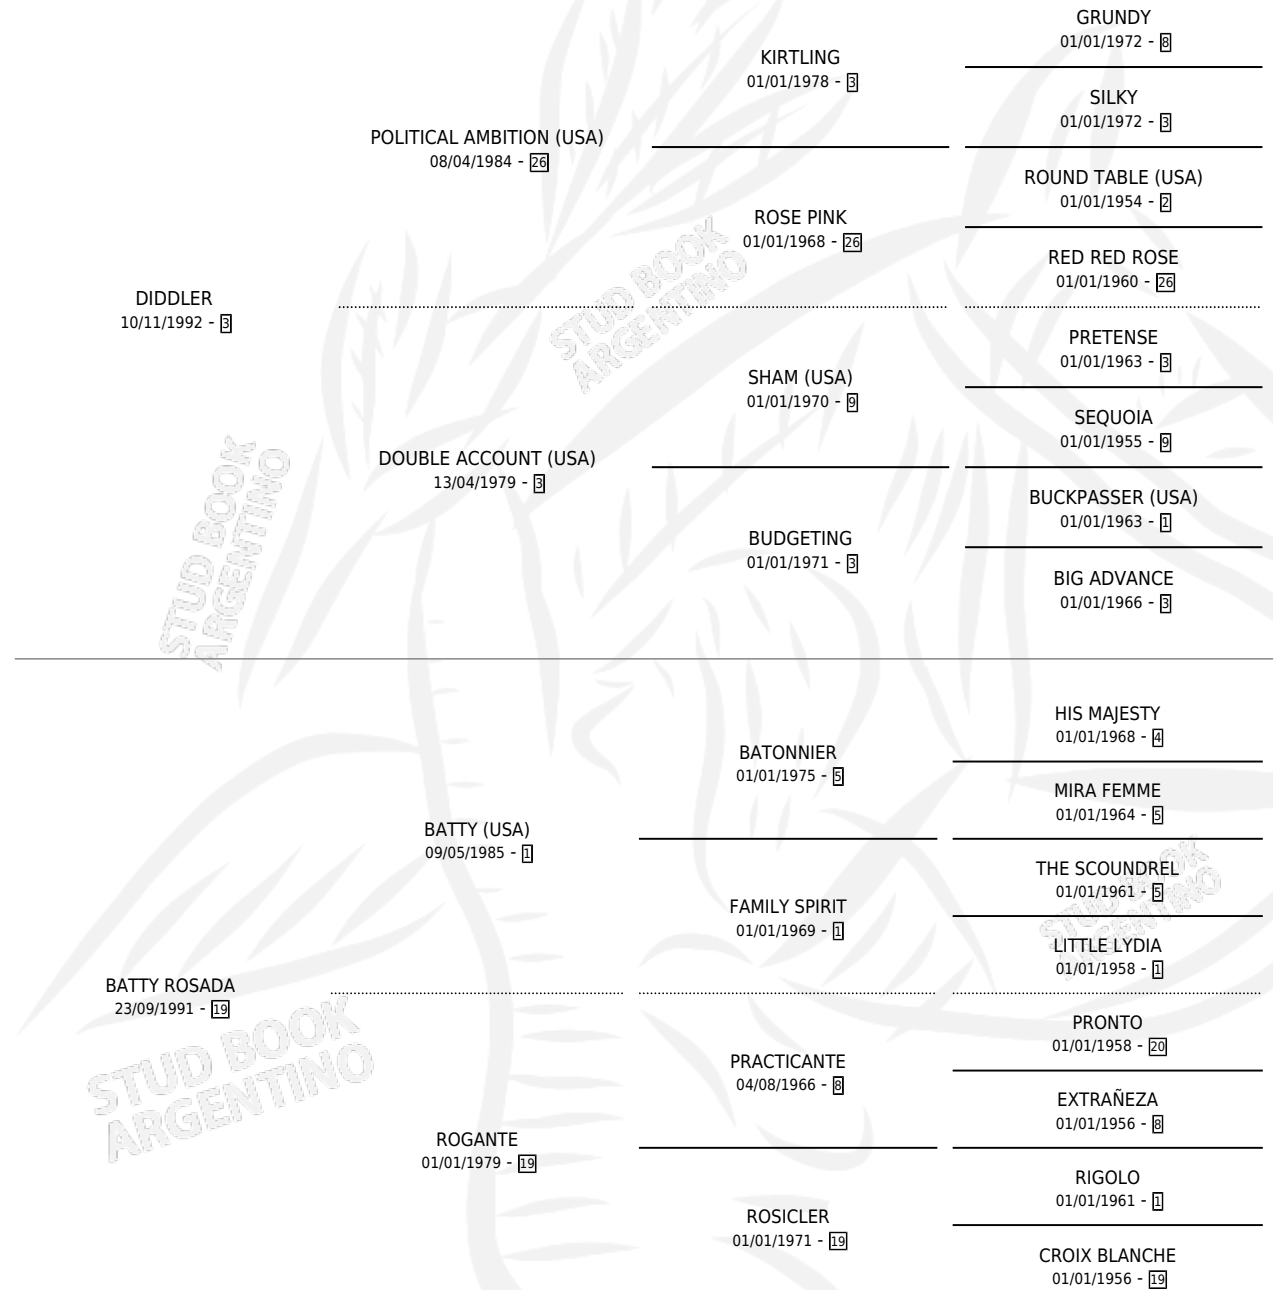 GRUNDY
01/01/1972 - 8
KIRTLING
01/01/1978 - 3
SILKY
01/01/1972 - 3
POLITICAL AMBITION (USA)
08/04/1984 - 26
ROUND TABLE (USA)
01/01/1954 - 2
ROSE PINK
01/01/1968 - 26
RED RED ROSE
01/01/1960 - 26
DIDDLER
10/11/1992 - 3
PRETENSE
01/01/1963 - 3
SHAM (USA)
01/01/1970 - 9
SEQUOIA
01/01/1955 - 9
DOUBLE ACCOUNT (USA)
13/04/1979 - 3
BUCKPASSER (USA)
01/01/1963 - 1
BUDGETING
01/01/1971 - 3
BIG ADVANCE
01/01/1966 - 3
STUD BOOK
ARGENTINO
STUD BOOK
ARGENTINO
HIS MAJESTY
01/01/1968 - 4
BATONNIER
01/01/1975 - 5
MIRA FEMME
01/01/1964 - 5
BATTY (USA)
09/05/1985 - 1
THE SCOUNDREL
01/01/1961 - 5
FAMILY SPIRIT
01/01/1969 - 1
LITTLE LYDIA
01/01/1958 - 1
BATTY ROSADA
23/09/1991 - 19
PRONTO
01/01/1958 - 20
PRACTICANTE
04/08/1966 - 8
EXTRAÑEZA
01/01/1956 - 8
ROGANTE
01/01/1979 - 19
RIGOLO
01/01/1961 - 1
ROSICLER
01/01/1971 - 19
CROIX BLANCHE
01/01/1956 - 19
STUD BOOK
ARGENTINO
STUD BOOK
ARGENTINO